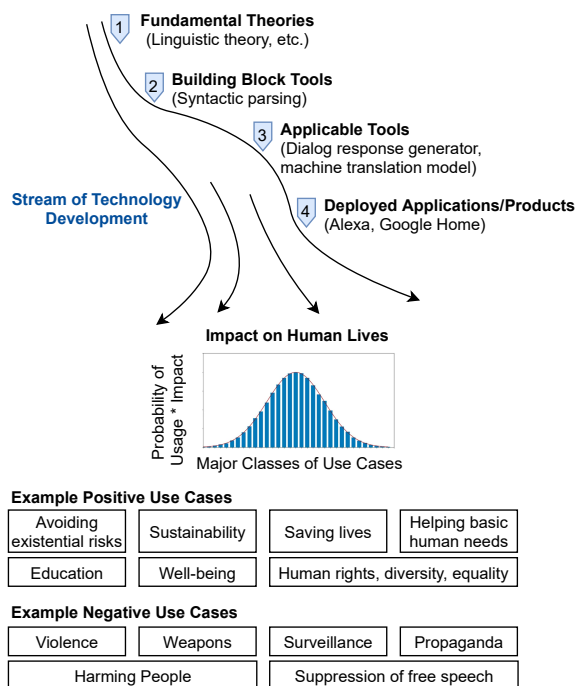 1 Fundamental Theories
(Linguistic theory, etc.)
2 Building Block Tools
(Syntactic parsing)
3 Applicable Tools
(Dialog response generator,
machine translation model)
Stream of Technology
Development
4 Deployed Applications/Products
(Alexa, Google Home)
Impact on Human Lives
Probability of
Usage * Impact
Major Classes of Use Cases
Example Positive Use Cases
Avoiding
existential risks
Sustainability
Saving lives
Helping basic
human needs
Education
Well-being
Human rights, diversity, equality
Example Negative Use Cases
Violence
Weapons
Surveillance
Propaganda
Harming People
Suppression of free speech